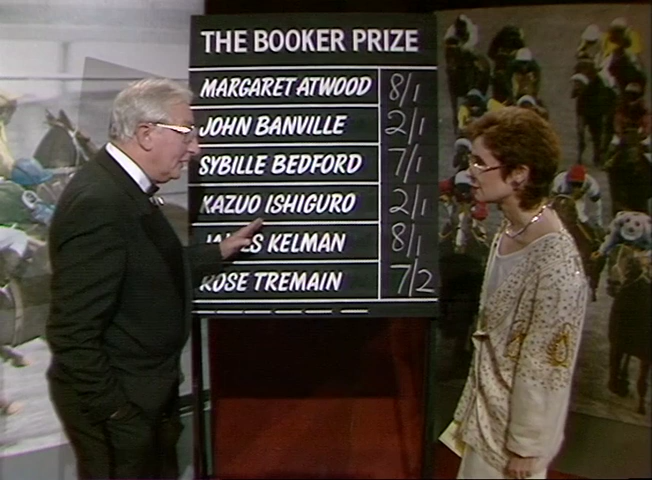 THE BOOKER PRIZE
MARGARET ATWOOD 8/1
JOHN BANVILLE 2/1
SYBILLE BEDFORD 7/1
KAZUO ISHIGURO 2/1
JAMES KELMAN 8/1
ROSE TREMAIN 7/2